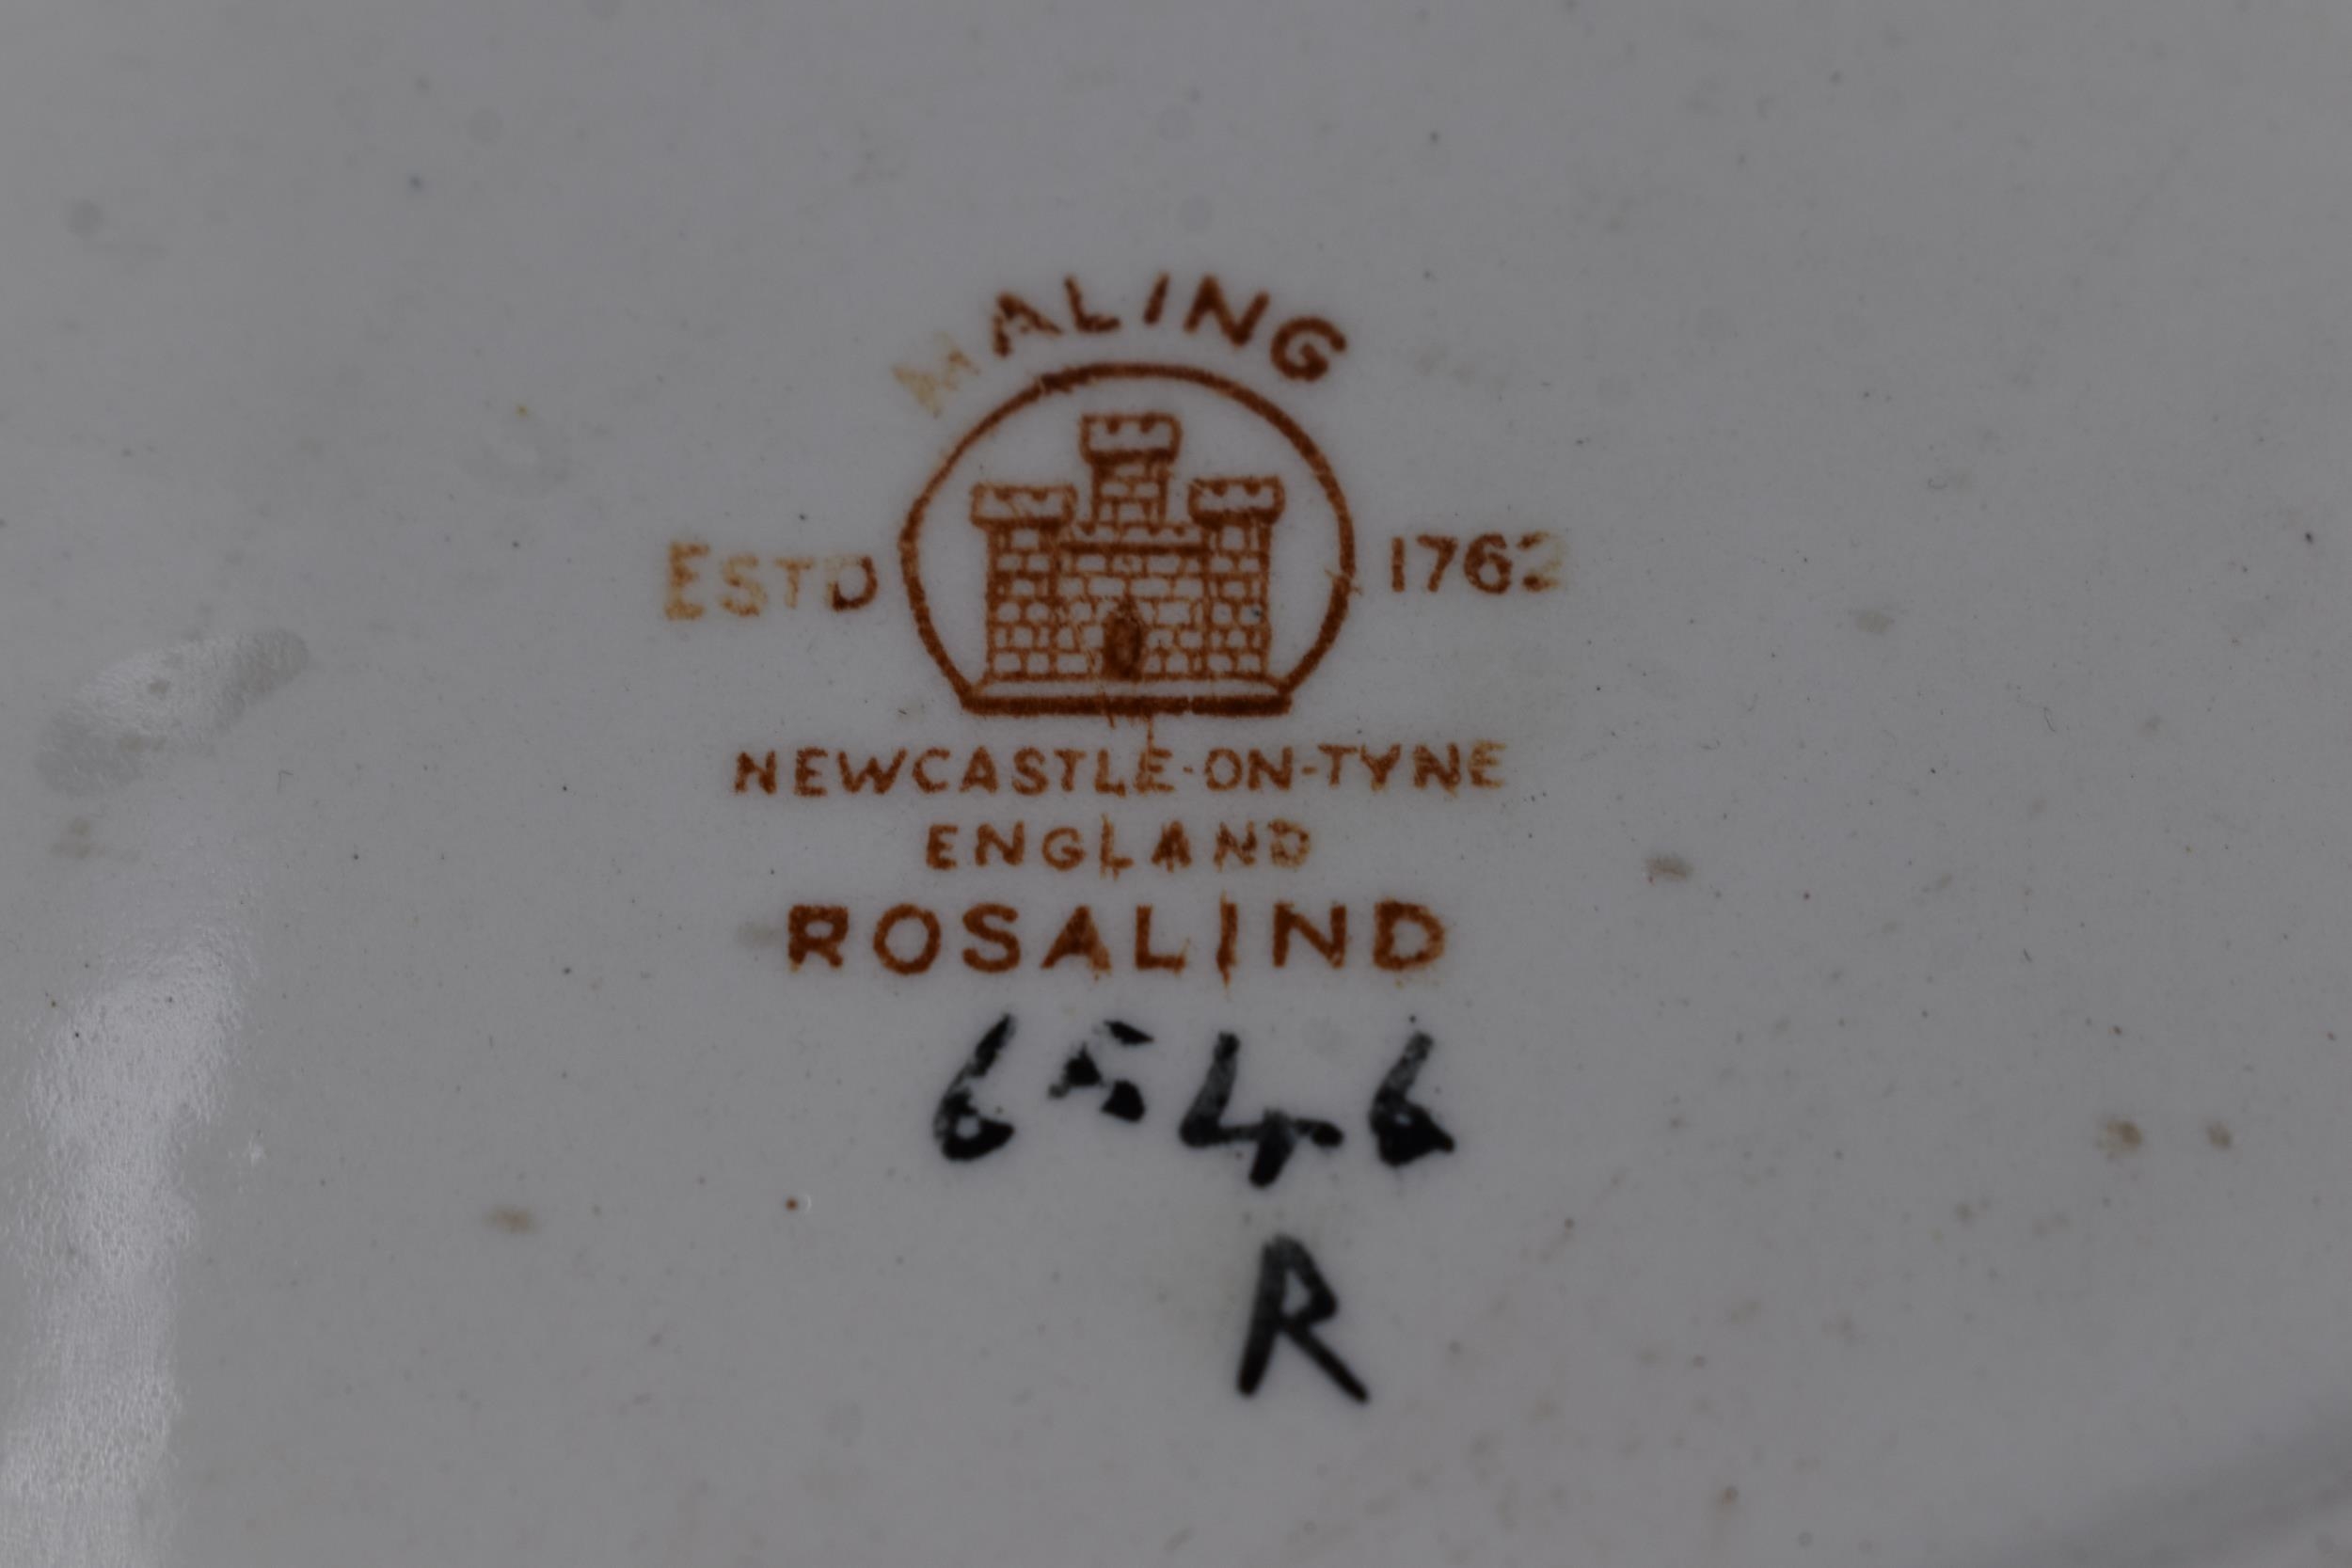 MALING
ESTD 1762
NEWCASTLE-ON-TYNE
ENGLAND
ROSALIND
6546
R